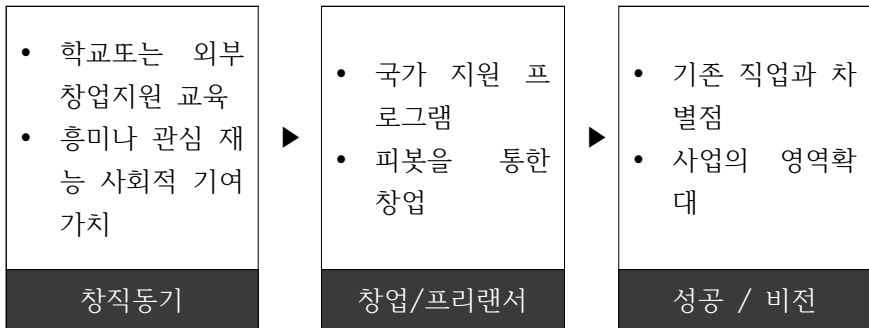 • 학교또는 외부
창업지원 교육
• 흥미나 관심 재
능 사회적 기여
가치
창직동기
▶
• 국가 지원 프
로그램
• 피봇을 통한
창업
창업/프리랜서
▶
• 기존 직업과 차
별점
• 사업의 영역확
대
성공 / 비전